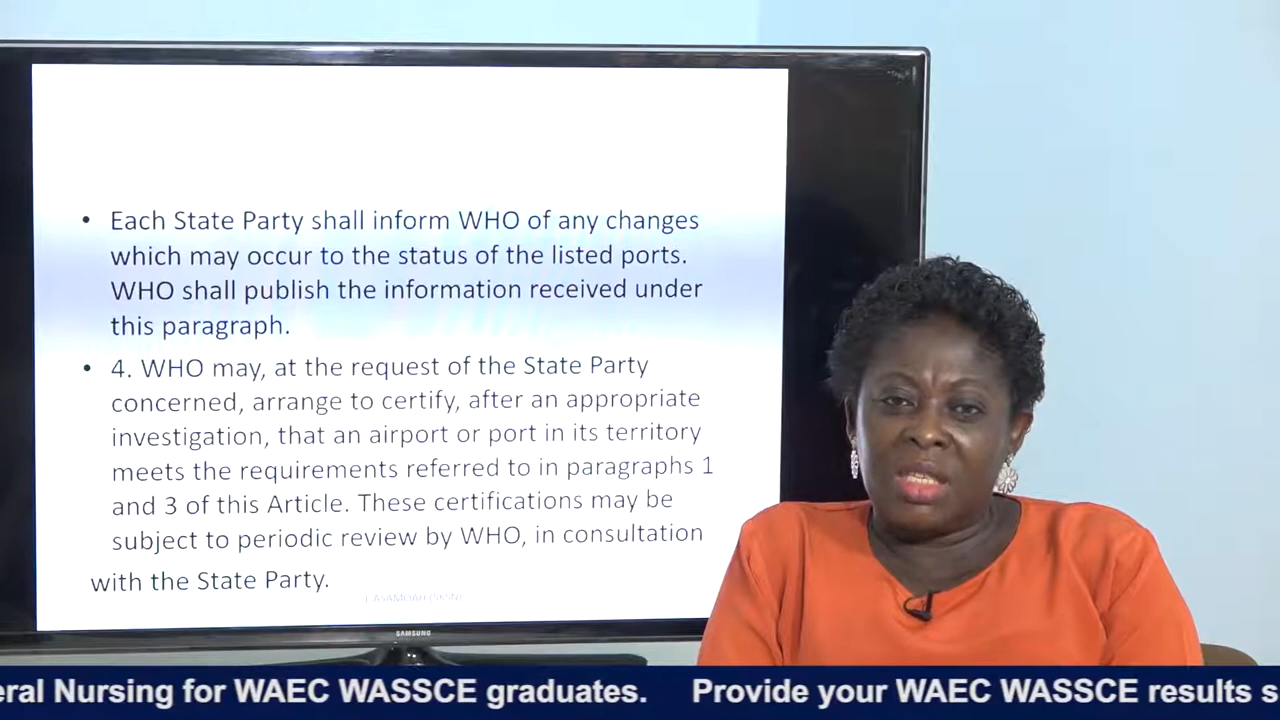 • Each State Party shall inform WHO of any changes
which may occur to the status of the listed ports.
WHO shall publish the information received under
this paragraph.
• 4. WHO may, at the request of the State Party
concerned, arrange to certify, after an appropriate
investigation, that an airport or port in its territory
meets the requirements referred to in paragraphs 1
and 3 of this Article. These certifications may be
subject to periodic review by WHO, in consultation
with the State Party.
ASAMOAH
SAMSUNG
eral Nursing for WAEC WASSCE graduates. Provide your WAEC WASSCE results s